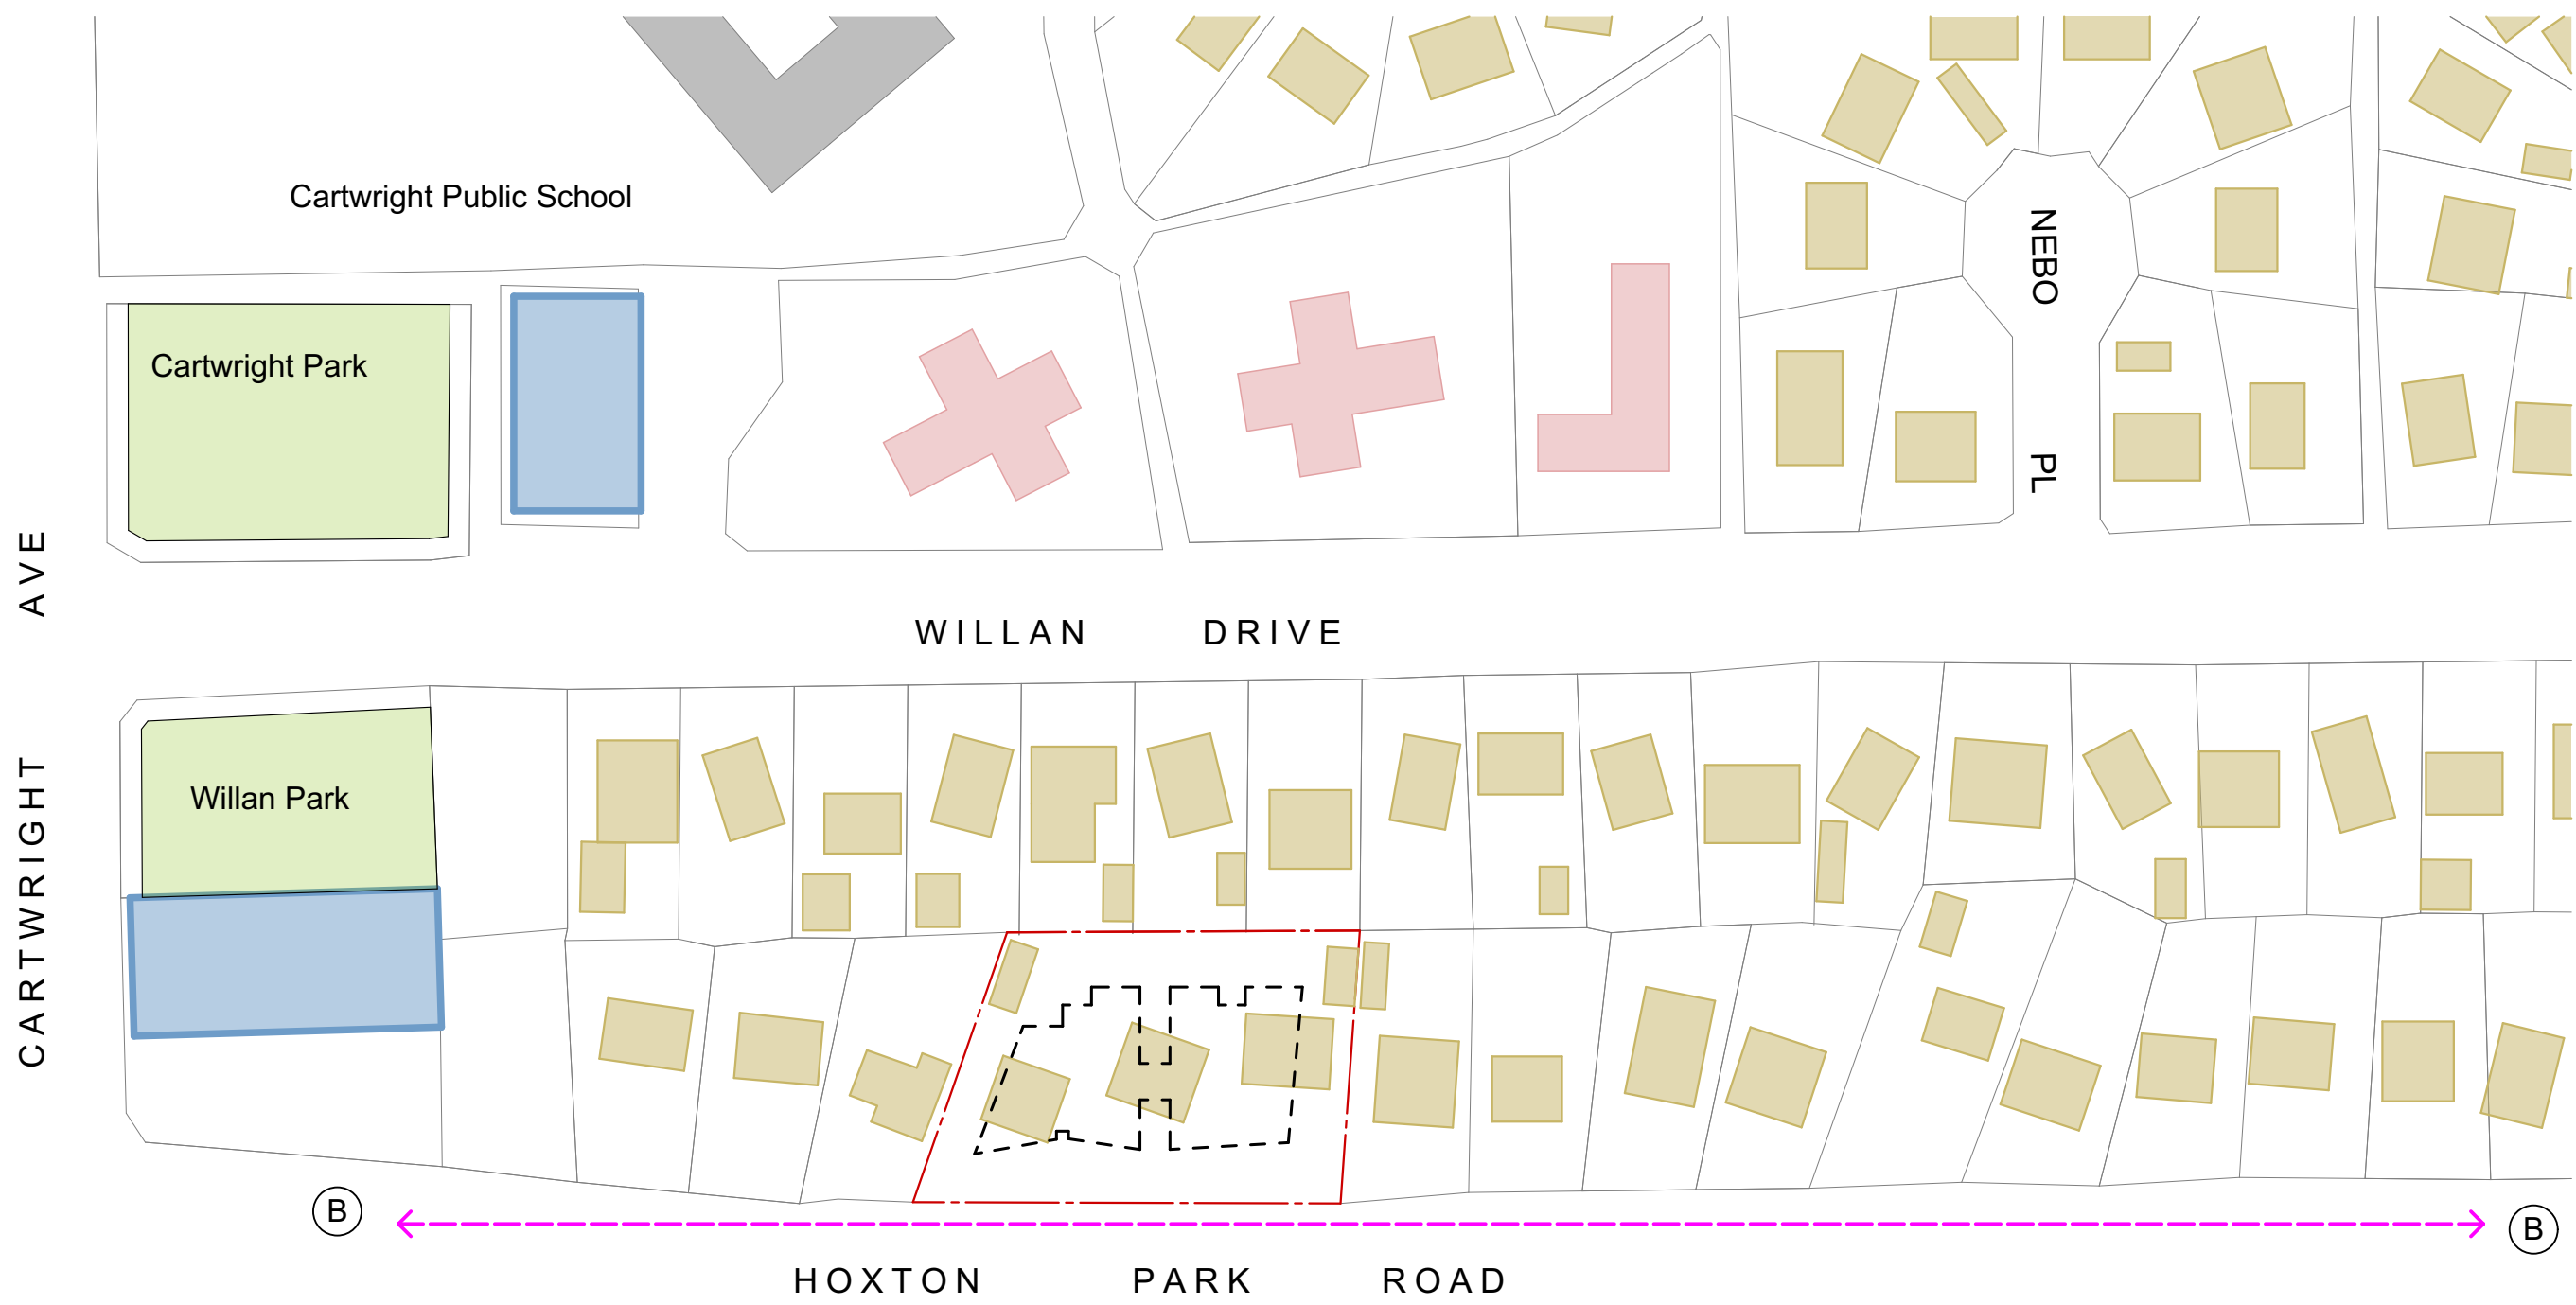 Cartwright Public School
NEBO PL
Cartwright Park
WILLAN DRIVE
CARTWRIGHT AVE
Willan Park
B
B
HOXTON PARK ROAD